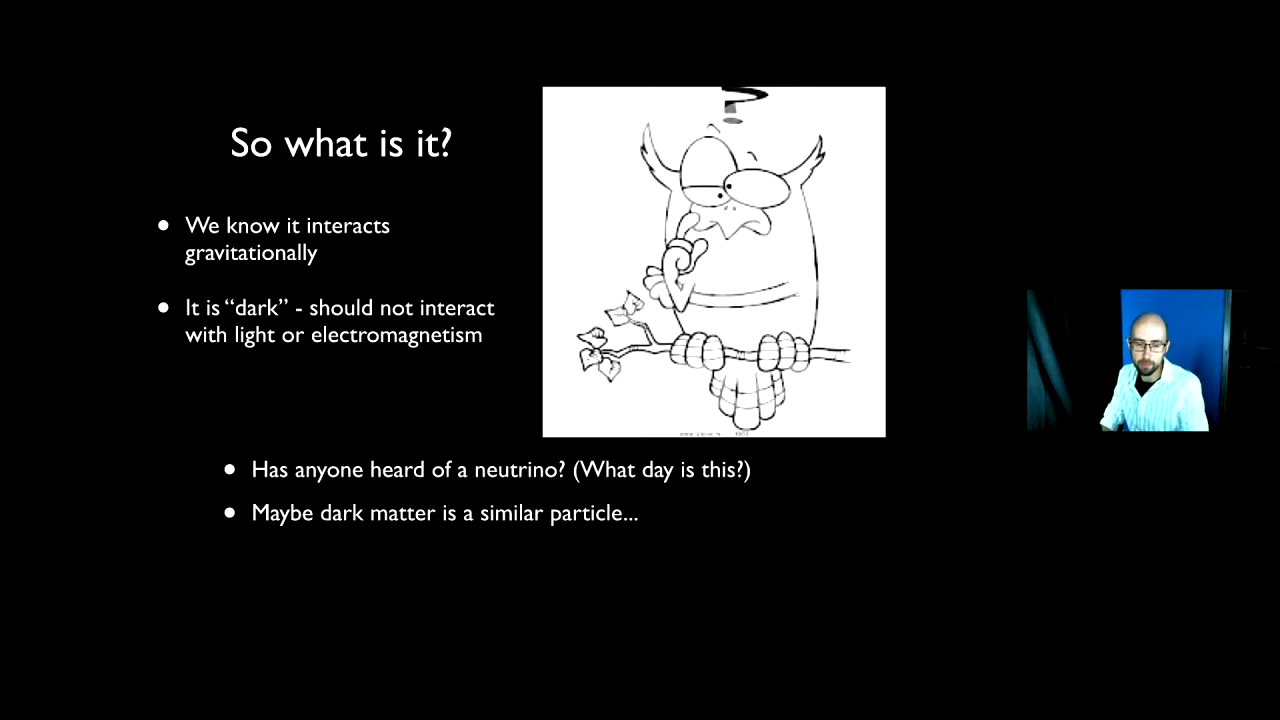 So what is it?
• We know it interacts
gravitationally
• It is “dark” - should not interact
with light or electromagnetism
• Has anyone heard of a neutrino? (What day is this?)
• Maybe dark matter is a similar particle...